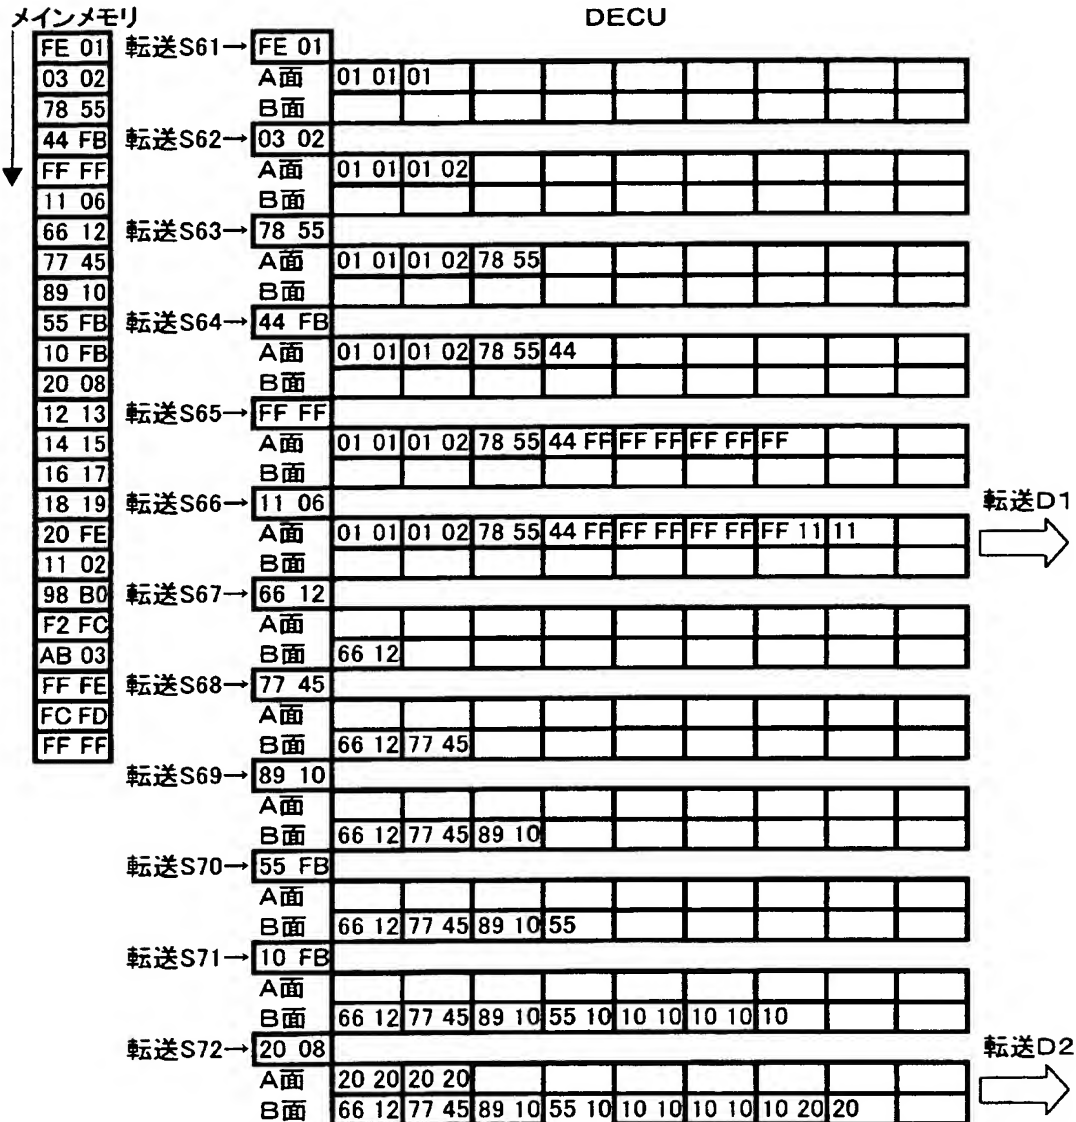 メインメモリ DECU
FE 01 転送S61→ FE 01
03 02 A面 01 01 01
78 55 B面
44 FB 転送S62→ 03 02
FF FF A面 01 01 01 02
11 06 B面
66 12 転送S63→ 78 55
77 45 A面 01 01 01 02 78 55
89 10 B面
55 FB 転送S64→ 44 FB
10 FB A面 01 01 01 02 78 55 44
20 08 B面
12 13 転送S65→ FF FF
14 15 A面 01 01 01 02 78 55 44 FF FF FF FF FF FF
16 17 B面
18 19 転送S66→ 11 06 転送D1
20 FE A面 01 01 01 02 78 55 44 FF FF FF FF FF FF 11 11
11 02 B面
98 B0 転送S67→ 66 12
F2 FC A面
AB 03 B面 66 12
FF FE 転送S68→ 77 45
FC FD A面
FF FF B面 66 12 77 45
転送S69→ 89 10
A面
B面 66 12 77 45 89 10
転送S70→ 55 FB
A面
B面 66 12 77 45 89 10 55
転送S71→ 10 FB
A面
B面 66 12 77 45 89 10 55 10 10 10 10 10 10
転送S72→ 20 08 転送D2
A面 20 20 20 20
B面 66 12 77 45 89 10 55 10 10 10 10 10 10 20 20